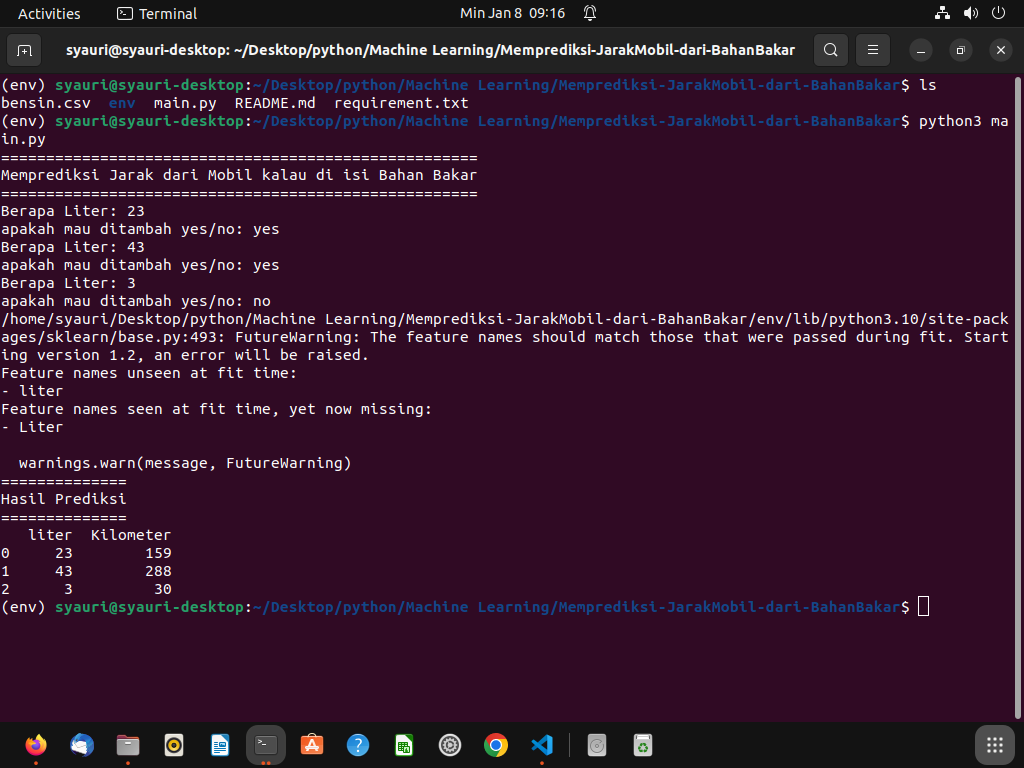 Activities Terminal Min Jan 8 09:16
syauri@syauri-desktop: ~/Desktop/python/Machine Learning/Memprediksi-JarakMobil-dari-BahanBakar
(env) syauri@syauri-desktop:~/Desktop/python/Machine Learning/Memprediksi-JarakMobil-dari-BahanBakar$ ls
bensin.csv  env  main.py  README.md  requirement.txt
(env) syauri@syauri-desktop:~/Desktop/python/Machine Learning/Memprediksi-JarakMobil-dari-BahanBakar$ python3 ma
in.py
=====================================================
Memprediksi Jarak dari Mobil kalau di isi Bahan Bakar
=====================================================
Berapa Liter: 23
apakah mau ditambah yes/no: yes
Berapa Liter: 43
apakah mau ditambah yes/no: yes
Berapa Liter: 3
apakah mau ditambah yes/no: no
/home/syauri/Desktop/python/Machine Learning/Memprediksi-JarakMobil-dari-BahanBakar/env/lib/python3.10/site-pack
ages/sklearn/base.py:493: FutureWarning: The feature names should match those that were passed during fit. Start
ing version 1.2, an error will be raised.
Feature names unseen at fit time:
- liter
Feature names seen at fit time, yet now missing:
- Liter
  warnings.warn(message, FutureWarning)
==============
Hasil Prediksi
==============
   liter  Kilometer
0     23        159
1     43        288
2      3         30
(env) syauri@syauri-desktop:~/Desktop/python/Machine Learning/Memprediksi-JarakMobil-dari-BahanBakar$